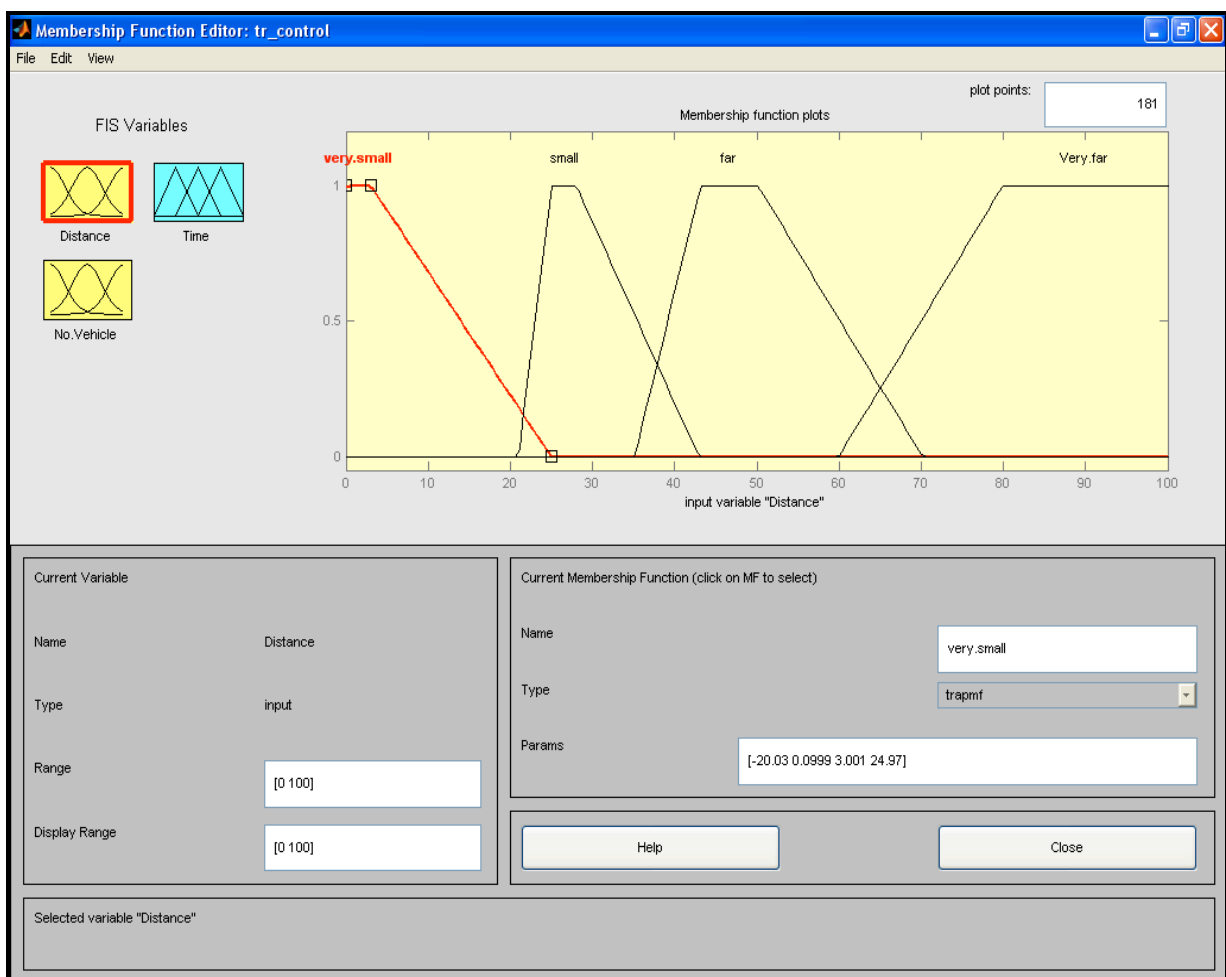 Membership Function Editor: tr_control
File Edit View
plot points:
181
FIS Variables
Membership function plots
Distance
Time
No.Vehicle
very.small
small
far
Very.far
1
0.5
0
0 10 20 30 40 50 60 70 80 90 100
input variable "Distance"
Current Variable
Name Distance
Type input
Range [0 100]
Display Range [0 100]
Current Membership Function (click on MF to select)
Name very.small
Type trapmf
Params [-20.03 0.0999 3.001 24.97]
Help
Close
Selected variable "Distance"